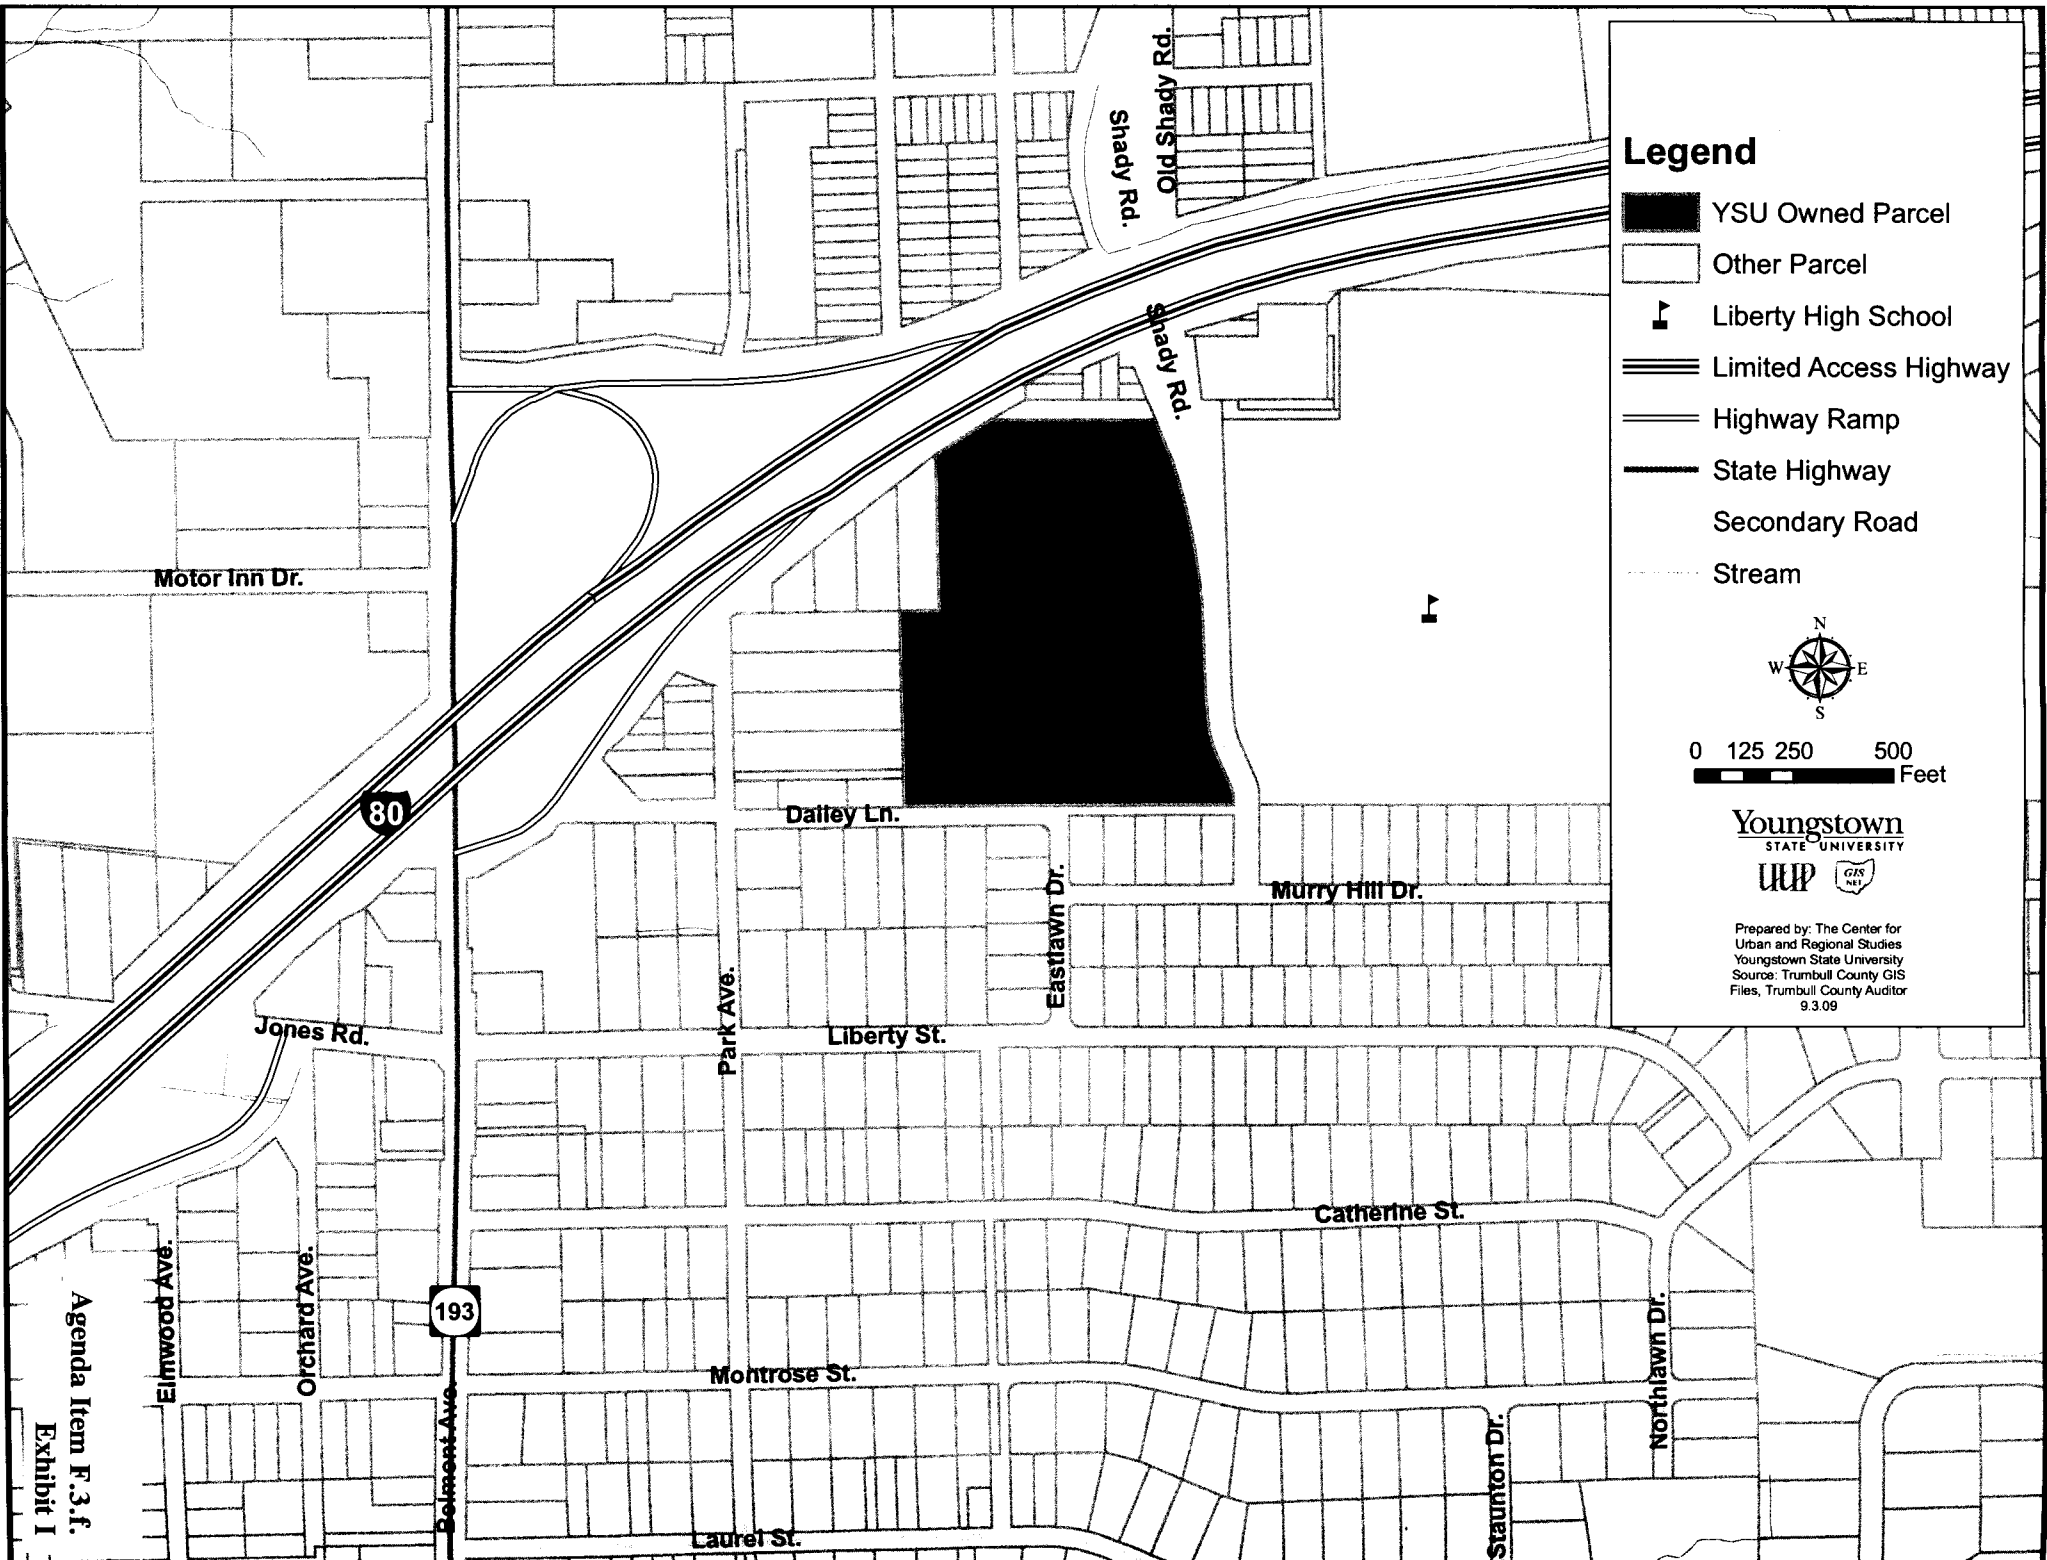 Old Shady Rd.
Shady Rd.
Shady Rd.
Motor Inn Dr.
80
Dailey Ln.
Eastlawn Dr.
Murry Hill Dr.
Jones Rd.
Park Ave.
Liberty St.
Catherine St.
Elmwood Ave.
Orchard Ave.
193
Montrose St.
Northlawn Dr.
Belmont Ave.
Staunton Dr.
Laurel St.
Agenda Item F.3.f.
Exhibit I
Legend
YSU Owned Parcel
Other Parcel
Liberty High School
Limited Access Highway
Highway Ramp
State Highway
Secondary Road
Stream
N
W E
S
0 125 250 500
Feet
Youngstown
STATE UNIVERSITY
UUP GIS
NET
Prepared by: The Center for
Urban and Regional Studies
Youngstown State University
Source: Trumbull County GIS
Files, Trumbull County Auditor
9.3.09